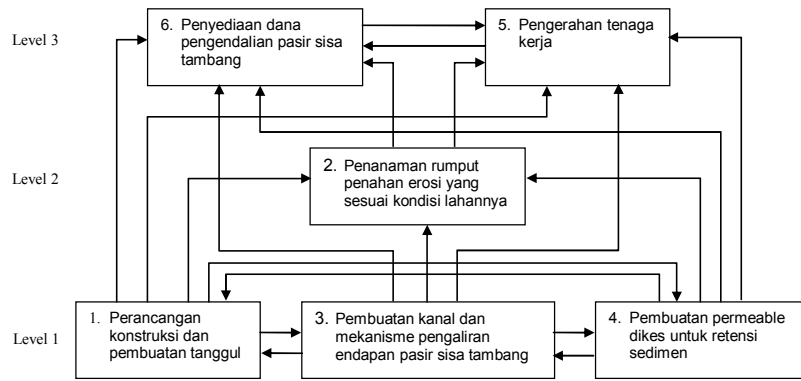 Level 3
6. Penyediaan dana
pengendalian pasir sisa
tambang
5. Pengerahan tenaga
kerja
Level 2
2. Penanaman rumput
penahan erosi yang
sesuai kondisi lahannya
Level 1
1. Perancangan
konstruksi dan
pembuatan tanggul
3. Pembuatan kanal dan
mekanisme pengaliran
endapan pasir sisa tambang
4. Pembuatan permeable
dikes untuk retensi
sedimen